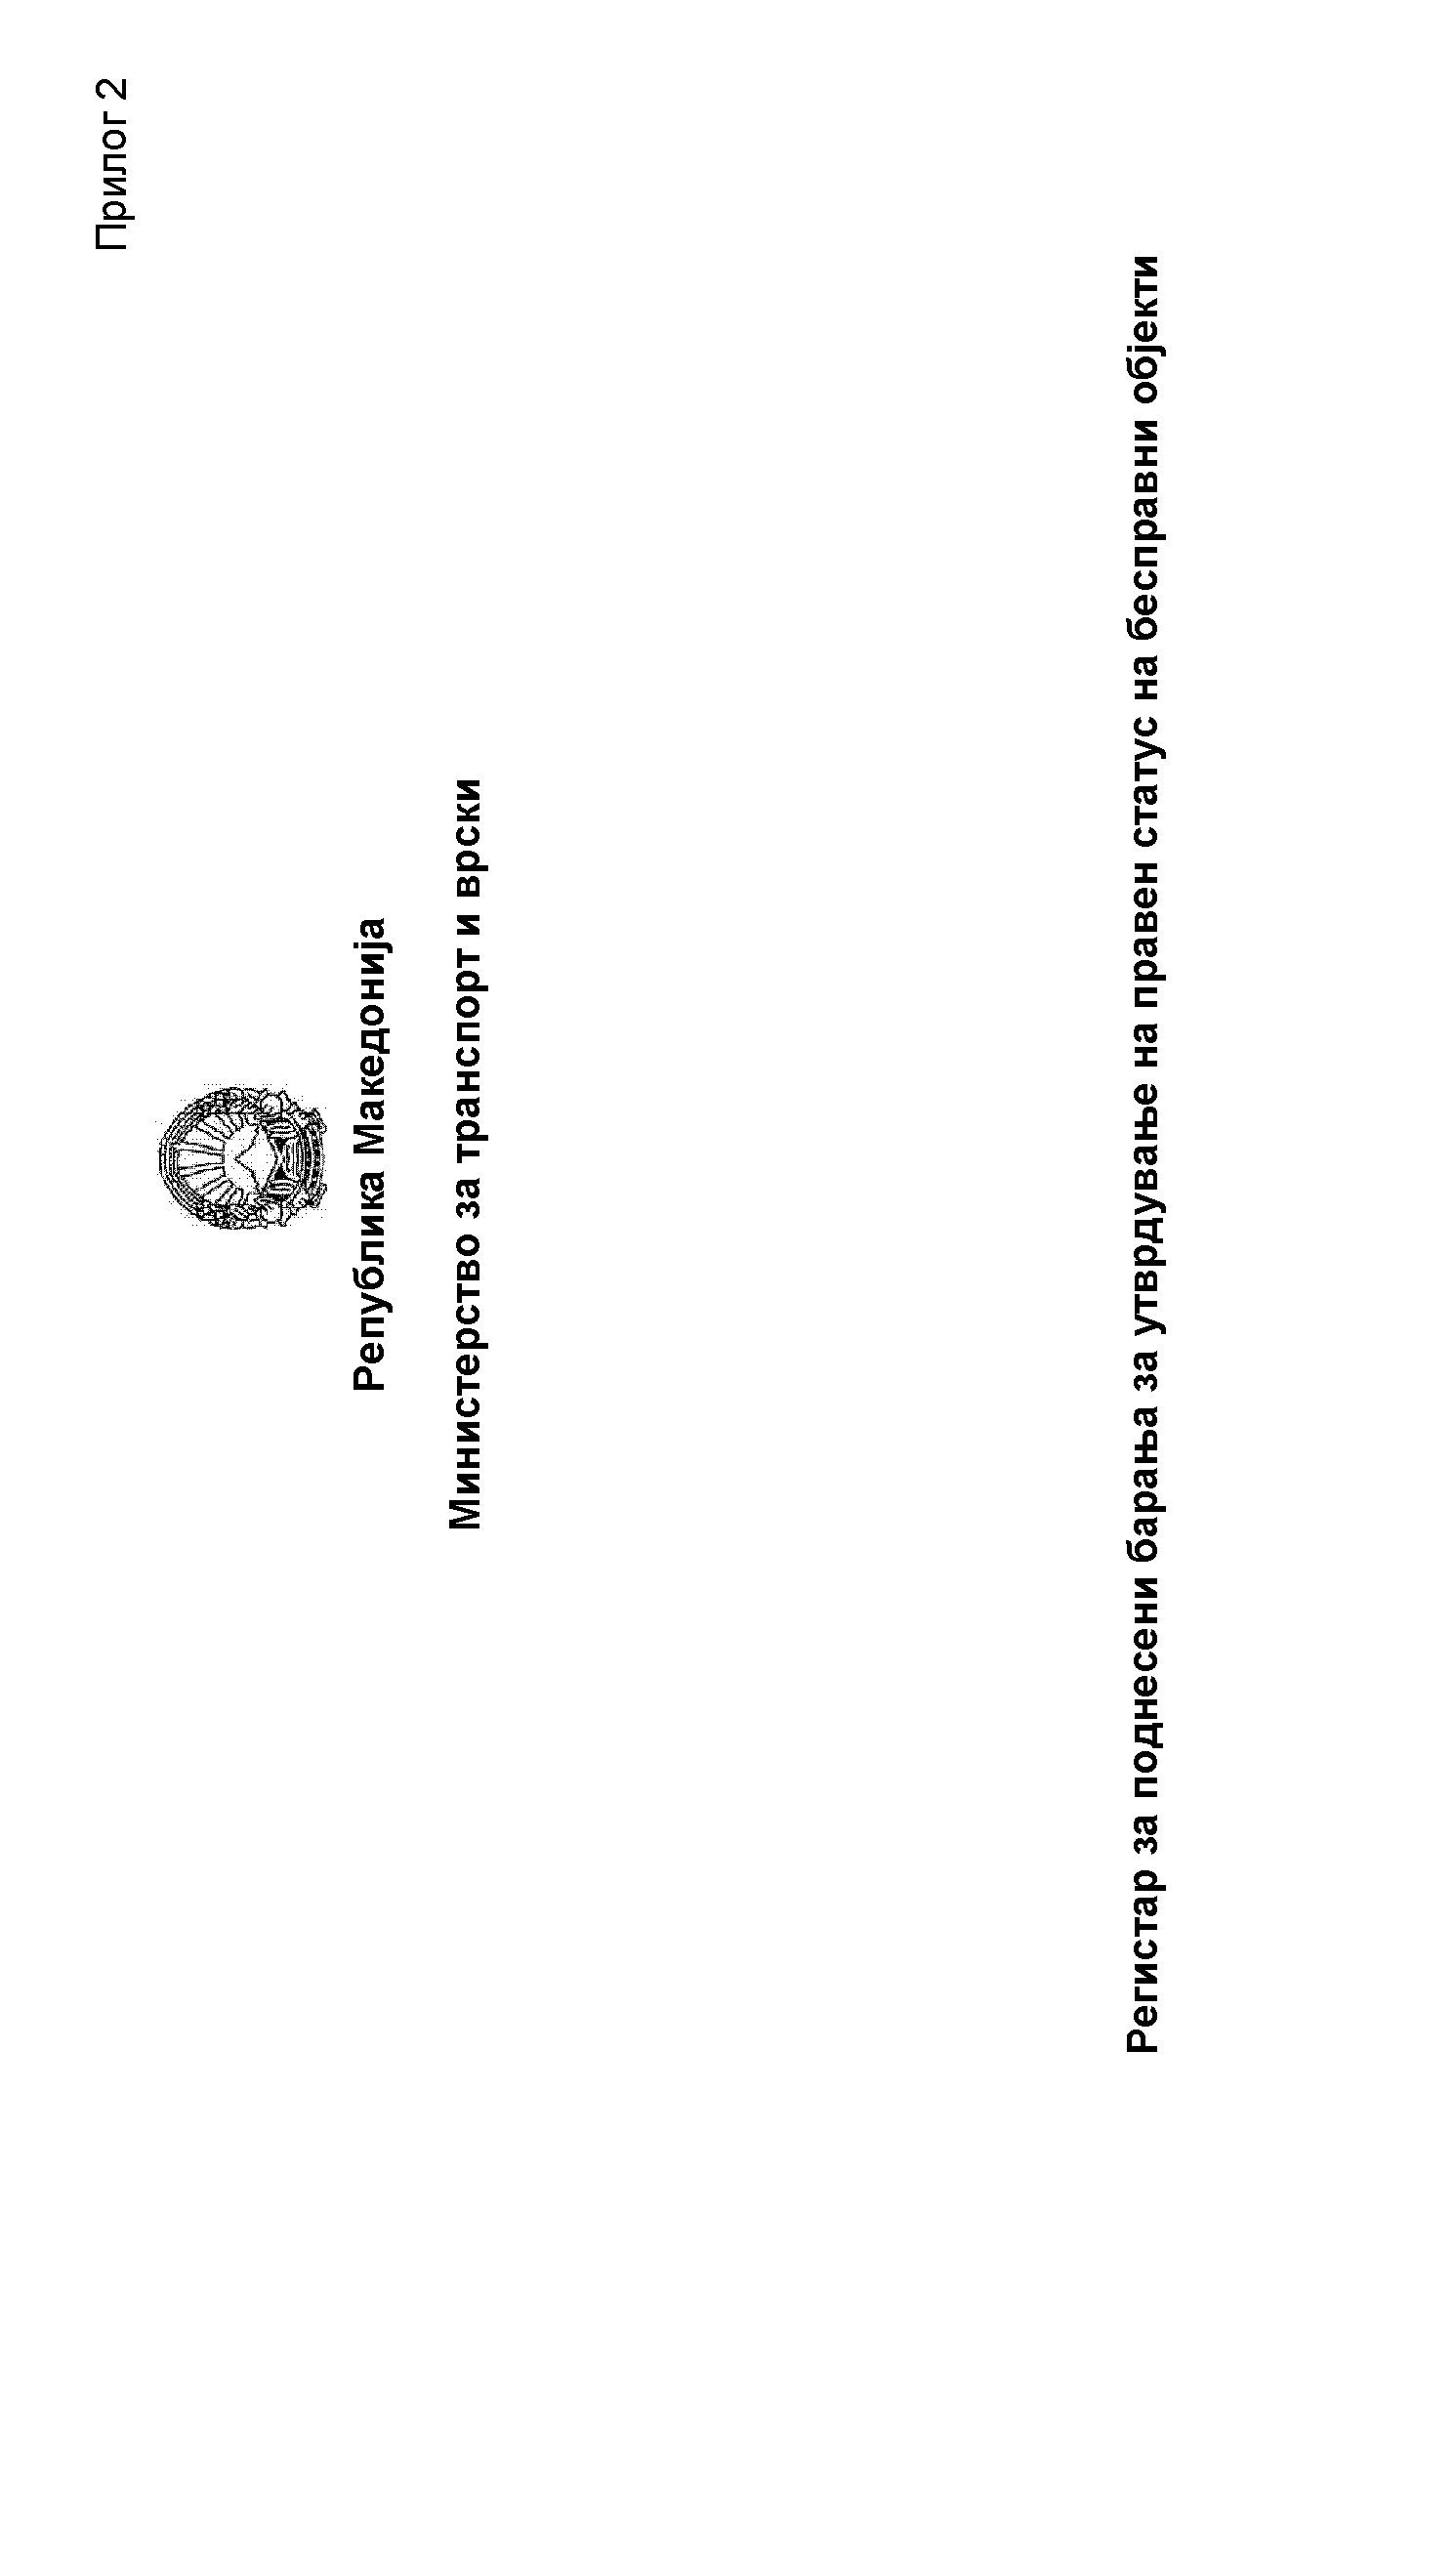 Прилог 2
Република Македонија
Министерство за транспорт и врски
Регистар за поднесени барања за утврдување на правен статус на бесправни објекти